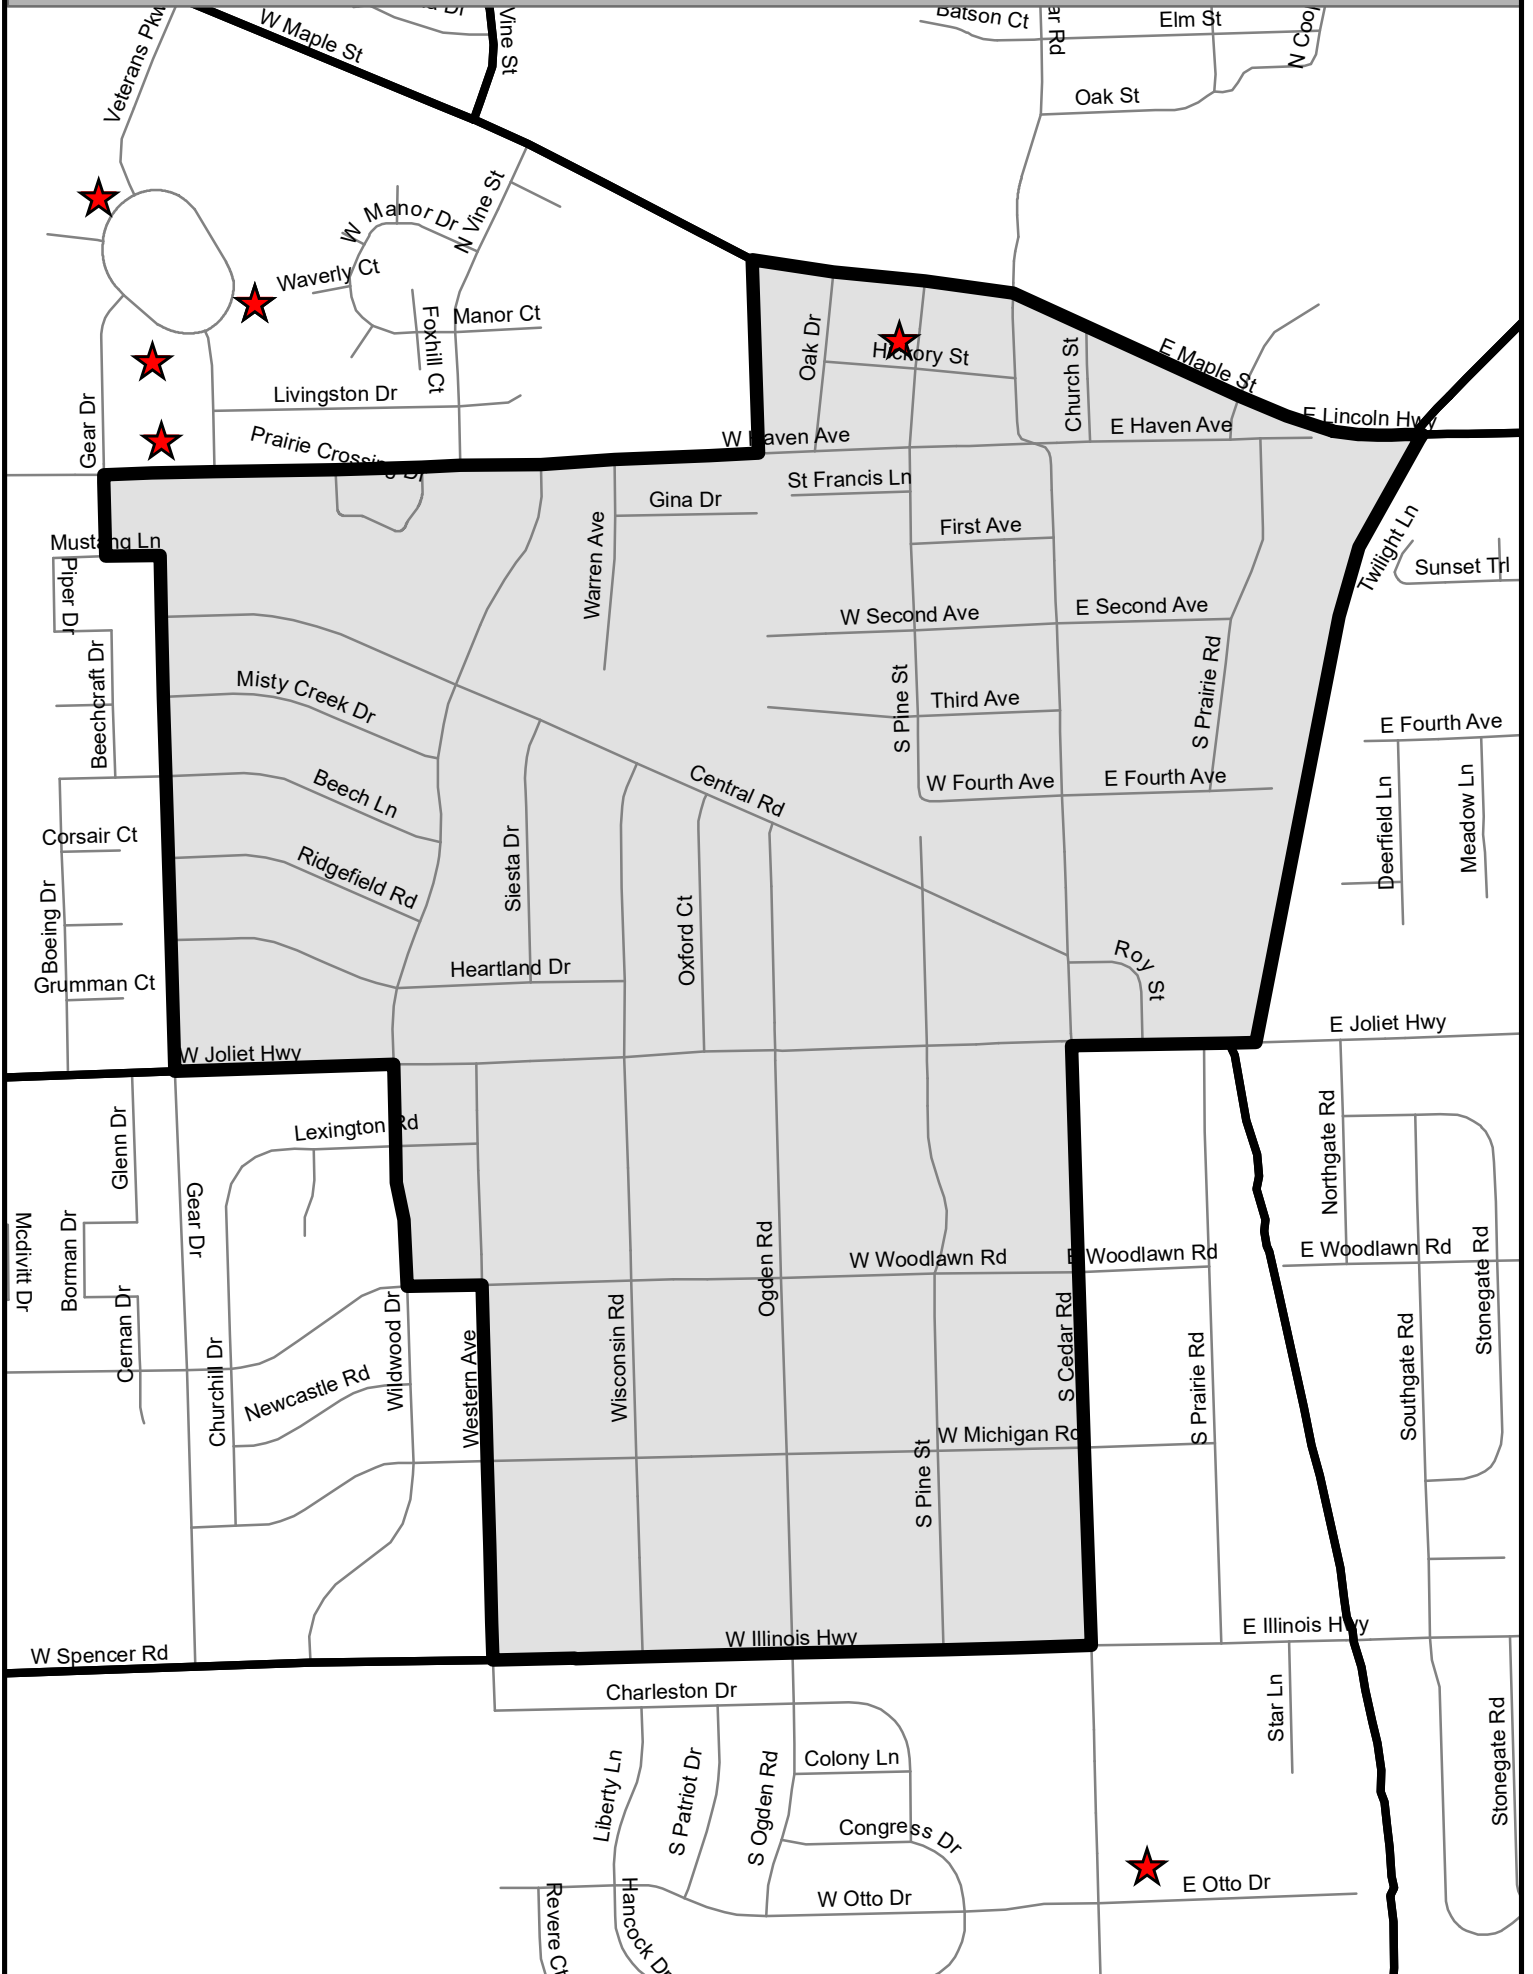 W Maple St
Vine St
Batson Ct
Elm St
Oak St
W Manor Dr
N Vine St
Waverly Ct
Foxhill Ct
Manor Ct
Livingston Dr
Gear Dr
Prairie Crossing Dr
Oak Dr
Hickory St
Church St
E Maple St
E Lincoln Hwy
W Haven Ave
E Haven Ave
St Francis Ln
Gina Dr
First Ave
Warren Ave
Mustang Ln
Piper Dr
Twilight Ln
Sunset Trl
W Second Ave
E Second Ave
Beechcraft Dr
Misty Creek Dr
S Pine St
Third Ave
S Prairie Rd
E Fourth Ave
Central Rd
W Fourth Ave
E Fourth Ave
Beech Ln
Deerfield Ln
Meadow Ln
Corsair Ct
Siesta Dr
Ridgefield Rd
Boeing Dr
Oxford Ct
Grumman Ct
Heartland Dr
Roy St
E Joliet Hwy
W Joliet Hwy
Lexington Rd
Glenn Dr
Northgate Rd
Gear Dr
Mcdivitt Dr
Borman Dr
Cernan Dr
W Woodlawn Rd
E Woodlawn Rd
E Woodlawn Rd
Ogden Rd
Stonegate Rd
Wildwood Dr
Wisconsin Rd
S Cedar Rd
Churchill Dr
Newcastle Rd
Western Ave
S Prairie Rd
Southgate Rd
W Michigan Rd
S Pine St
W Spencer Rd
W Illinois Hwy
E Illinois Hwy
Charleston Dr
Star Ln
Stonegate Rd
Liberty Ln
S Patriot Dr
S Ogden Rd
Colony Ln
Congress Dr
W Otto Dr
E Otto Dr
Revere Ct
Hancock Dr